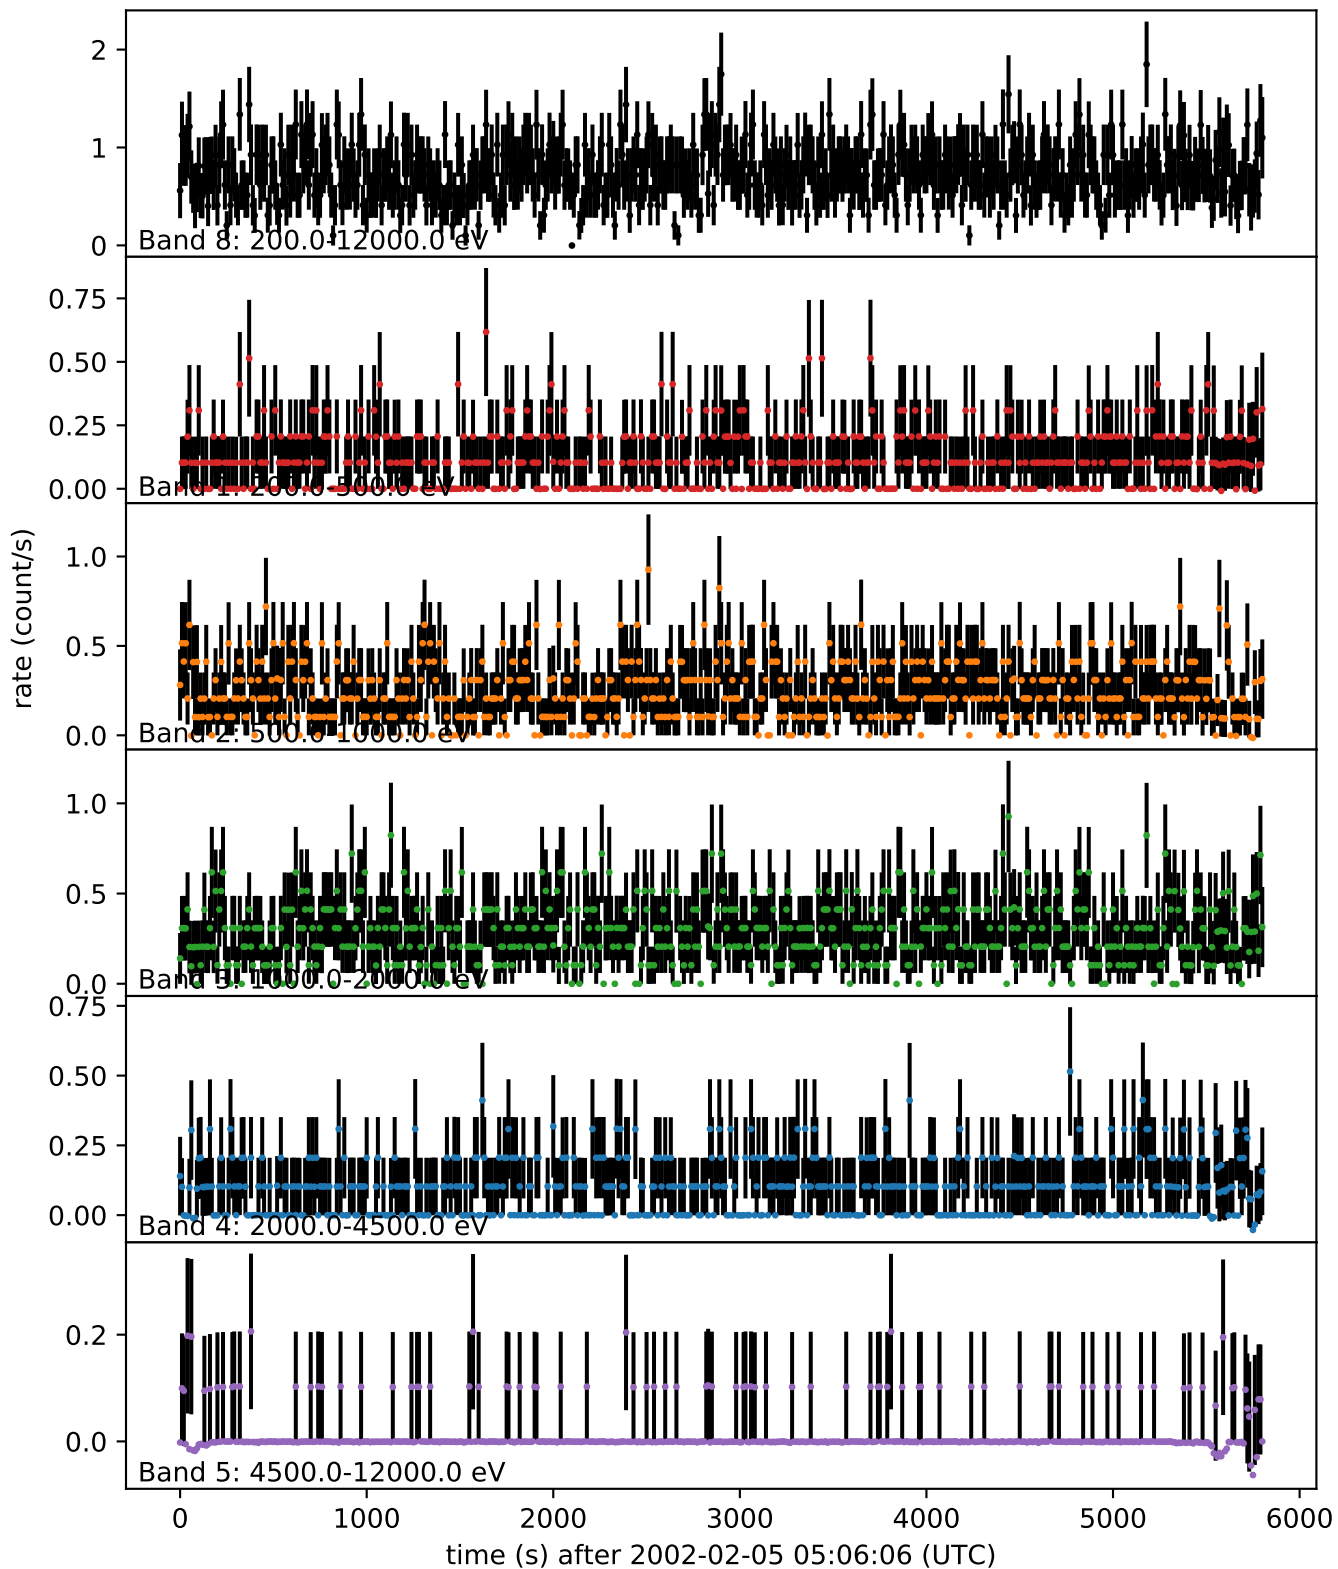 2
1
0
Band 8: 200.0-12000.0 eV
0.75
0.50
0.25
0.00
Band 1: 200.0-500.0 eV
1.0
0.5
0.0
Band 2: 500.0-1000.0 eV
rate (count/s)
1.0
0.5
0.0
Band 3: 1000.0-2000.0 eV
0.75
0.50
0.25
0.00
Band 4: 2000.0-4500.0 eV
0.2
0.0
Band 5: 4500.0-12000.0 eV
0 1000 2000 3000 4000 5000 6000
time (s) after 2002-02-05 05:06:06 (UTC)